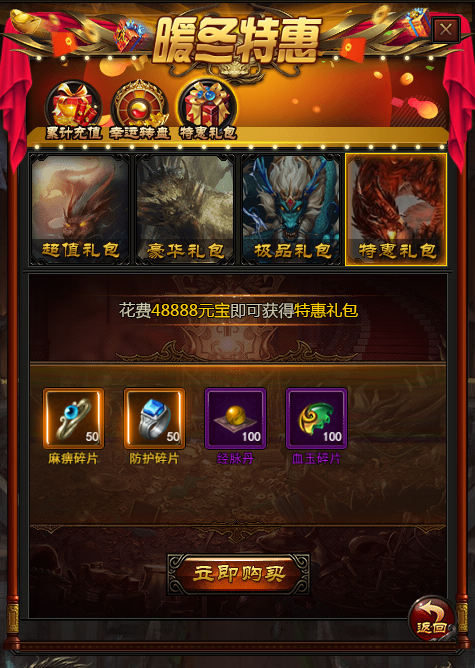 暖冬特惠
累计充值 幸运转盘 特惠礼包
超值礼包 豪华礼包 极品礼包 特惠礼包
花费48888元宝即可获得特惠礼包
50 50 100 100
麻痹碎片 防护碎片 经脉丹 血玉碎片
立即购买
返回